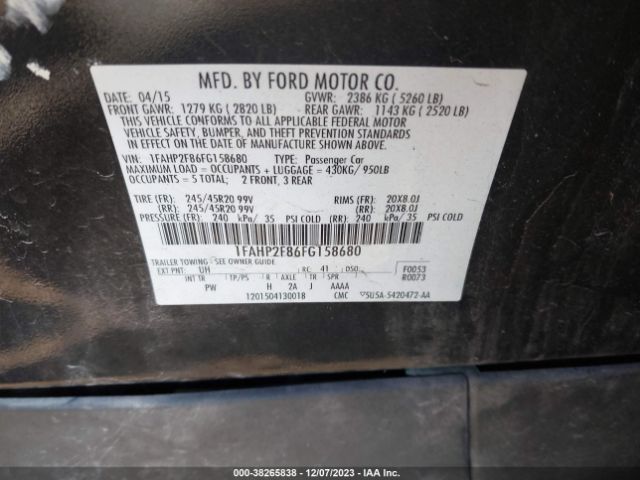 MFD. BY FORD MOTOR CO.
DATE: 04/15 GVWR: 2386 KG ( 5260 LB)
FRONT GAWR: 1279 KG ( 2820 LB) REAR GAWR: 1143 KG ( 2520 LB)
THIS VEHICLE CONFORMS TO ALL APPLICABLE FEDERAL MOTOR
VEHICLE SAFETY, BUMPER, AND THEFT PREVENTION STANDARDS
IN EFFECT ON THE DATE OF MANUFACTURE SHOWN ABOVE.
VIN: 1FAHP2F86FG158680 TYPE: Passenger Car
MAXIMUM LOAD = OCCUPANTS + LUGGAGE = 430KG/ 950LB
OCCUPANTS = 5 TOTAL: 2 FRONT, 3 REAR
TIRE (FR): 245/45R20 99V RIMS (FR): 20X8.0J
(RR): 245/45R20 99V (RR): 20X8.0J
PRESSURE (FR): 240 kPa/ 35 PSI COLD (RR): 240 kPa/ 35 PSI COLD
1FAHP2F86FG158680
TRAILER TOWING - SEE OWNER GUIDE
EXT PNT: UH RC: 41 DSO: F0053
INT TR TP/PS R AXLE TR SPR R0073
PW H 2A J AAAA
1201504130018 CMC ▽5U5A-5420472-AA
© 000-38265838 - 12/07/2023 - IAA Inc.